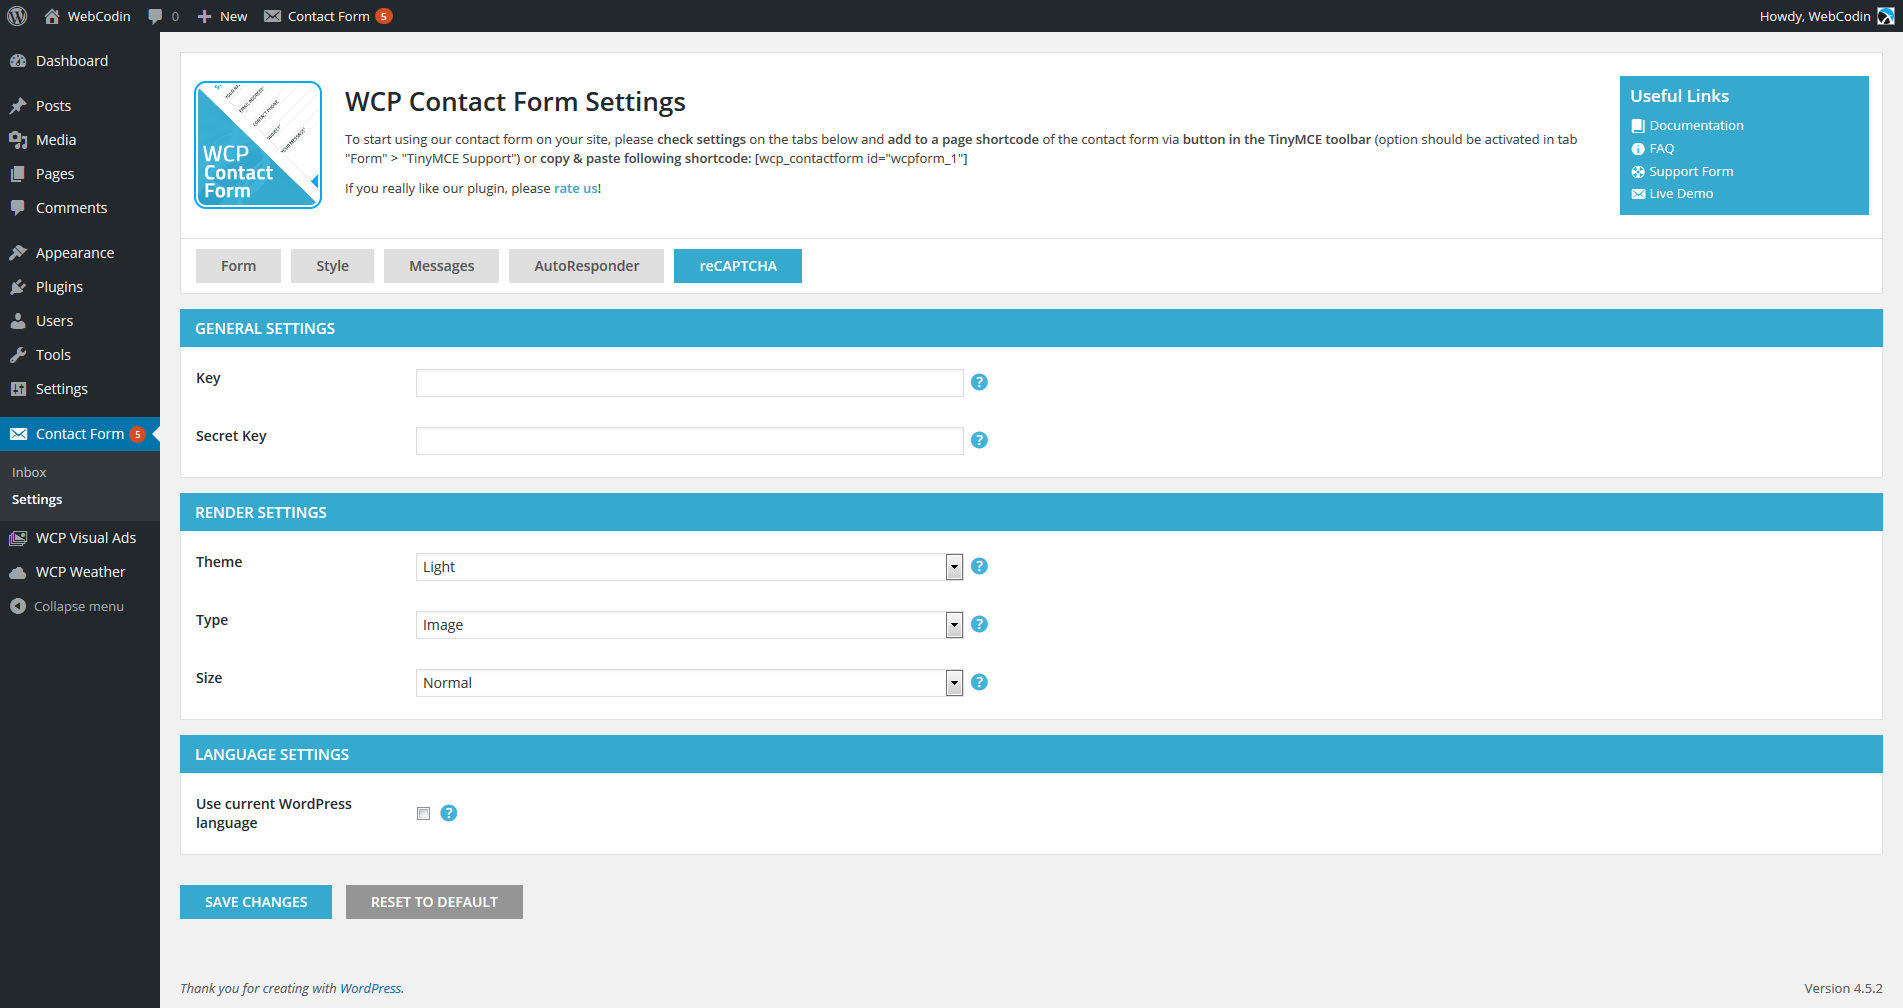 WebCodin
0
New
Contact Form 5
Howdy, WebCodin
Dashboard
Posts
Media
Pages
Comments
Appearance
Plugins
Users
Tools
Settings
Contact Form 5
Inbox
Settings
WCP Visual Ads
WCP Weather
Collapse menu
EMAIL ADDRESS*
CONTACT PHONE
SUBJECT*
YOUR MESSAGE*
WCP
Contact
Form
WCP Contact Form Settings
To start using our contact form on your site, please check settings on the tabs below and add to a page shortcode of the contact form via button in the TinyMCE toolbar (option should be activated in tab
"Form" > "TinyMCE Support") or copy & paste following shortcode: [wcp_contactform id="wcpform_1"]
If you really like our plugin, please rate us!
Useful Links
Documentation
FAQ
Support Form
Live Demo
Form
Style
Messages
AutoResponder
reCAPTCHA
GENERAL SETTINGS
Key
?
Secret Key
?
RENDER SETTINGS
Theme
Light
?
Type
Image
?
Size
Normal
?
LANGUAGE SETTINGS
Use current WordPress
language
?
SAVE CHANGES
RESET TO DEFAULT
Thank you for creating with WordPress.
Version 4.5.2